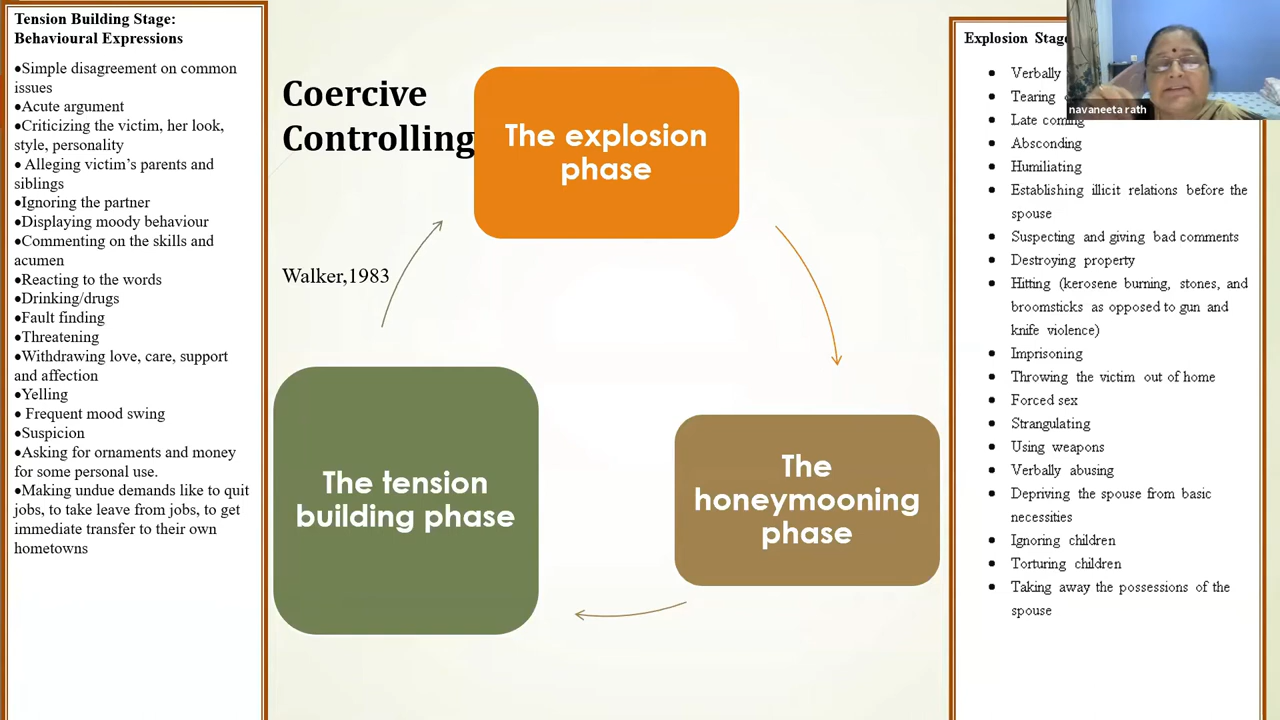 Tension Building Stage:
Behavioural Expressions
•Simple disagreement on common
issues
•Acute argument
•Criticizing the victim, her look,
style, personality
• Alleging victim's parents and
siblings
•Ignoring the partner
•Displaying moody behaviour
•Commenting on the skills and
acumen
•Reacting to the words
•Drinking/drugs
•Fault finding
•Threatening
•Withdrawing love, care, support
and affection
•Yelling
• Frequent mood swing
•Suspicion
•Asking for ornaments and money
for some personal use.
•Making undue demands like to quit
jobs, to take leave from jobs, to get
immediate transfer to their own
hometowns
Coercive
Controlling
Walker,1983
The explosion
phase
The honeymooning
phase
The tension
building phase
Explosion Stage
• Verbally
• Tearing
• Late coming
• Absconding
• Humiliating
• Establishing illicit relations before the
spouse
• Suspecting and giving bad comments
• Destroying property
• Hitting (kerosene burning, stones, and
broomsticks as opposed to gun and
knife violence)
• Imprisoning
• Throwing the victim out of home
• Forced sex
• Strangulating
• Using weapons
• Verbally abusing
• Depriving the spouse from basic
necessities
• Ignoring children
• Torturing children
• Taking away the possessions of the
spouse
navaneeta rath